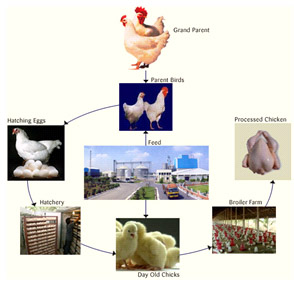 Grand Parent
Parent Birds
Hatching Eggs
Processed Chicken
Feed
Hatchery
Broiler Farm
Day Old Chicks